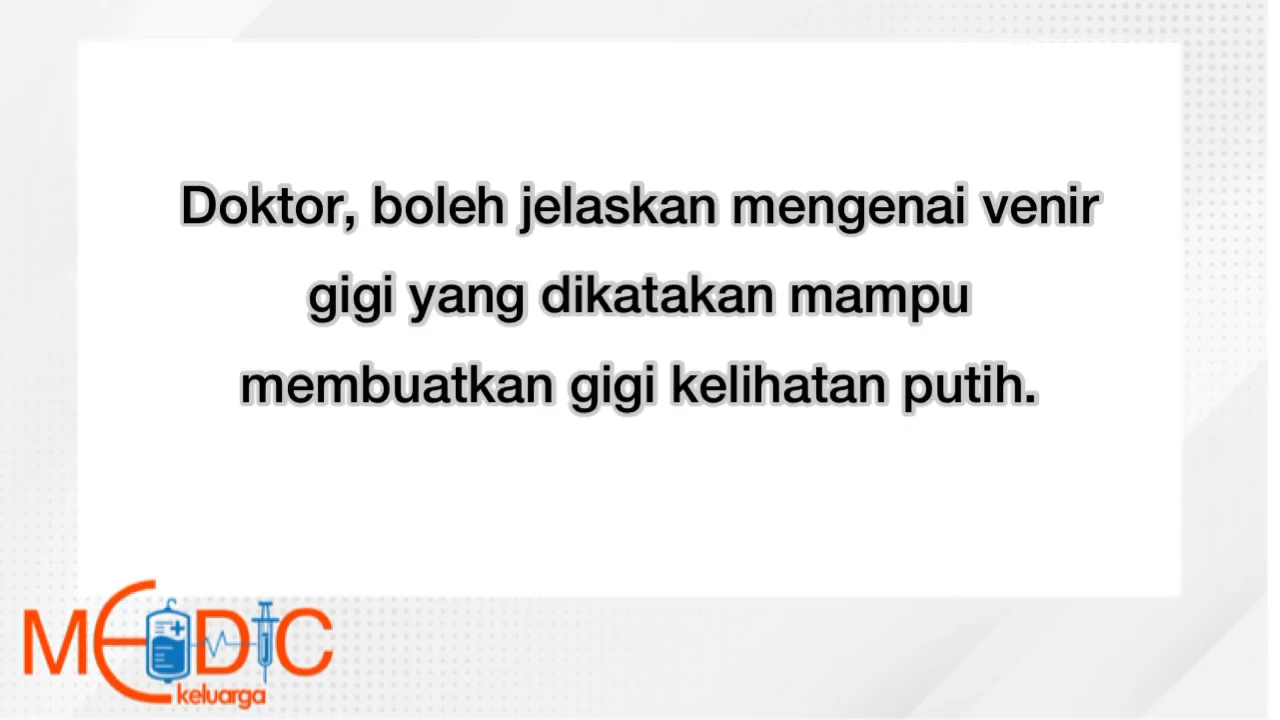 Doktor, boleh jelaskan mengenai venir
gigi yang dikatakan mampu
membuatkan gigi kelihatan putih.
MEDIC
keluarga